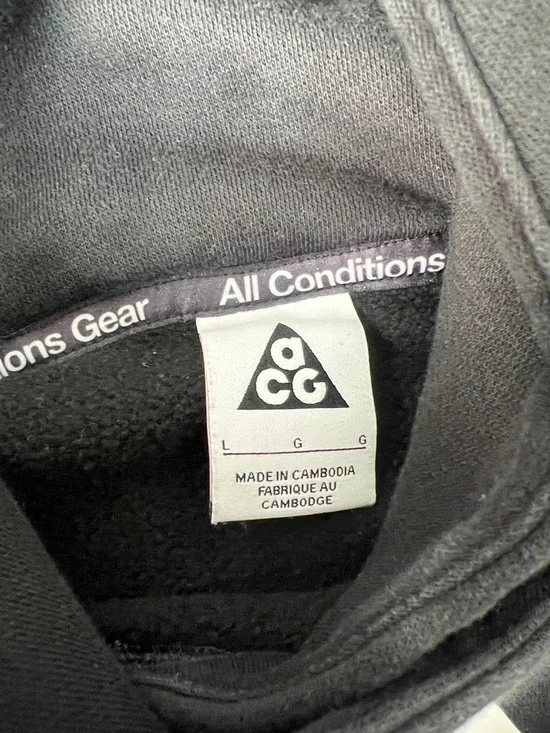 ions Gear All Conditions
aCG
L G G
MADE IN CAMBODIA
FABRIQUE AU
CAMBODGE